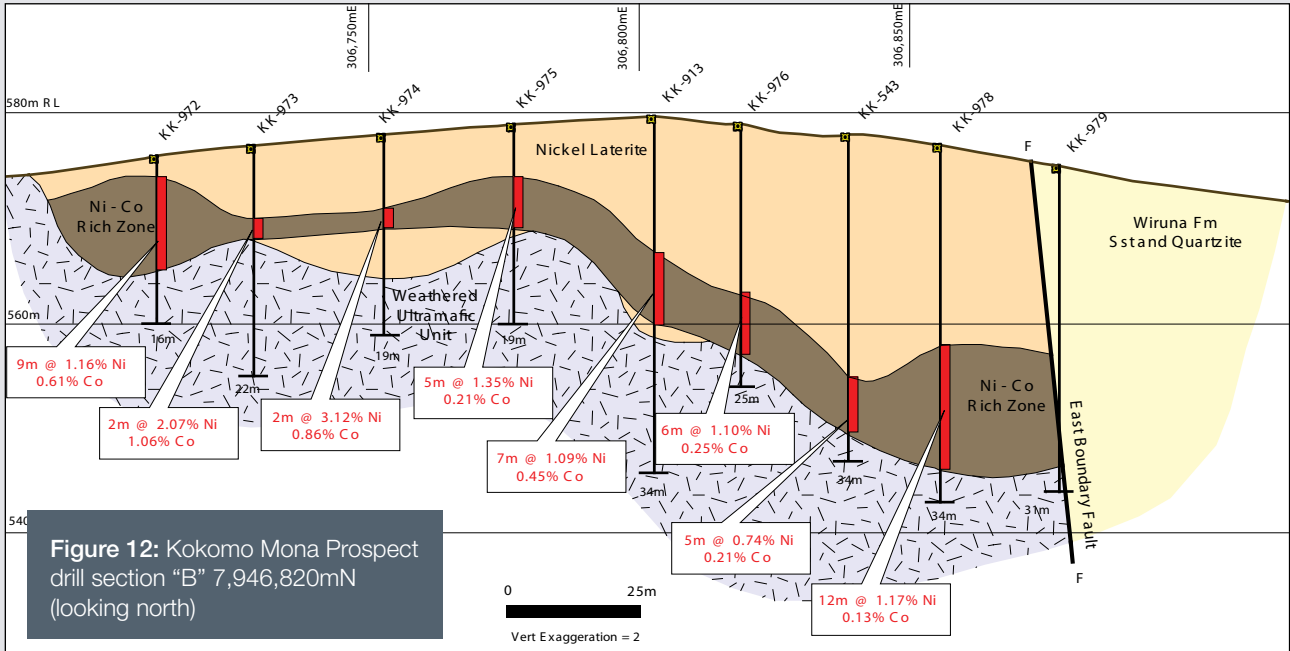 306,750mE
306,800mE
306,850mE
580m RL
KK-972
KK-973
KK-974
KK-975
KK-913
KK-976
KK-543
KK-978
F
KK-979
Nickel Laterite
Ni - Co
Rich Zone
Wiruna Fm
Sst and Quartzite
Weathered
Ultramafic
Unit
560m
16m
19m
19m
22m
25m
34m
34m
34m
31m
Ni - Co
Rich Zone
East Boundary Fault
9m @ 1.16% Ni
0.61% Co
2m @ 2.07% Ni
1.06% Co
2m @ 3.12% Ni
0.86% Co
5m @ 1.35% Ni
0.21% Co
7m @ 1.09% Ni
0.45% Co
6m @ 1.10% Ni
0.25% Co
5m @ 0.74% Ni
0.21% Co
12m @ 1.17% Ni
0.13% Co
F
540
Figure 12: Kokomo Mona Prospect
drill section “B” 7,946,820mN
(looking north)
0 25m
Vert Exaggeration = 2